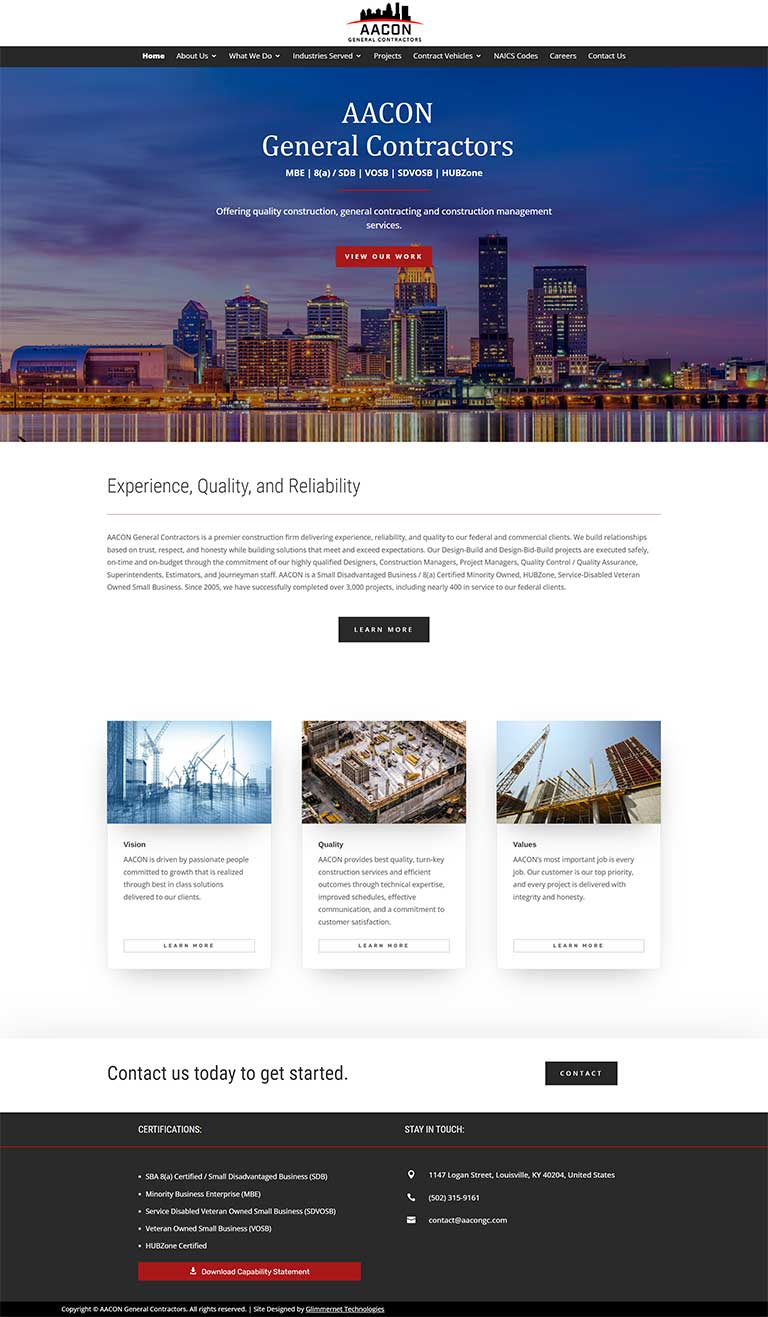 AACON
GENERAL CONTRACTORS
Home About Us What We Do Industries Served Projects Contract Vehicles NAICS Codes Careers Contact Us
AACON
General Contractors
MBE | 8(a) / SDB | VOSB | SDVOSB | HUBZone
Offering quality construction, general contracting and construction management
services.
VIEW OUR WORK
Experience, Quality, and Reliability
AACON General Contractors is a premier construction firm delivering experience, reliability, and quality to our federal and commercial clients. We build relationships
based on trust, respect, and honesty while building solutions that meet and exceed expectations. Our Design-Build and Design-Bid-Build projects are executed safely,
on-time and on-budget through the commitment of our highly qualified Designers, Construction Managers, Project Managers, Quality Control / Quality Assurance,
Superintendents, Estimators, and Journeyman staff. AACON is a Small Disadvantaged Business / 8(a) Certified Minority Owned, HUBZone, Service-Disabled Veteran
Owned Small Business. Since 2005, we have successfully completed over 3,000 projects, including nearly 400 in service to our federal clients.
LEARN MORE
Vision
AACON is driven by passionate people
committed to growth that is realized
through best in class solutions
delivered to our clients.
LEARN MORE
Quality
AACON provides best quality, turn-key
construction services and efficient
outcomes through technical expertise,
improved schedules, effective
communication, and a commitment to
customer satisfaction.
LEARN MORE
Values
AACON's most important job is every
job. Our customer is our top priority,
and every project is delivered with
integrity and honesty.
LEARN MORE
Contact us today to get started.
CONTACT
CERTIFICATIONS:
• SBA 8(a) Certified / Small Disadvantaged Business (SDB)
• Minority Business Enterprise (MBE)
• Service Disabled Veteran Owned Small Business (SDVOSB)
• Veteran Owned Small Business (VOSB)
• HUBZone Certified
Download Capability Statement
STAY IN TOUCH:
1147 Logan Street, Louisville, KY 40204, United States
(502) 315-9161
contact@aacongc.com
Copyright © AACON General Contractors. All rights reserved. | Site Designed by Glimmernet Technologies